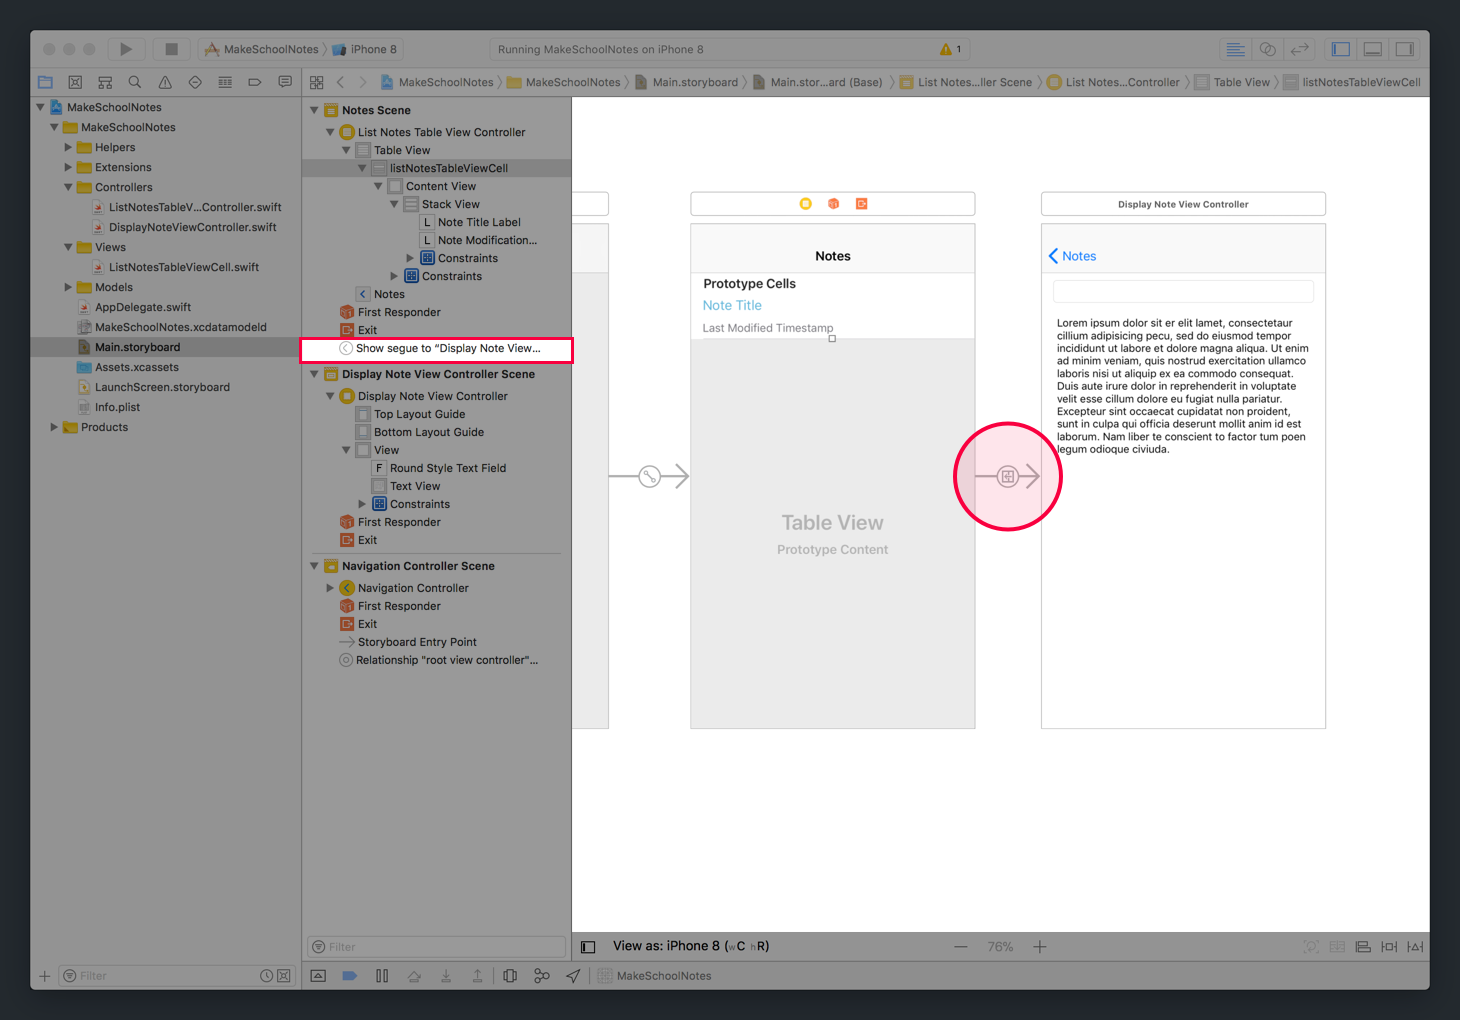 MakeSchoolNotes
iPhone 8
Running MakeSchoolNotes on iPhone 8
1
MakeSchoolNotes
MakeSchoolNotes
Main.storyboard
Main.stor...ard (Base)
List Notes...ller Scene
List Notes...Controller
Table View
listNotesTableViewCell
MakeSchoolNotes
MakeSchoolNotes
Helpers
Extensions
Controllers
ListNotesTableV...Controller.swift
DisplayNoteViewController.swift
Views
ListNotesTableViewCell.swift
Models
AppDelegate.swift
MakeSchoolNotes.xcdatamodeld
Main.storyboard
Assets.xcassets
LaunchScreen.storyboard
Info.plist
Products
Filter
Notes Scene
List Notes Table View Controller
Table View
listNotesTableViewCell
Content View
Stack View
L Note Title Label
L Note Modification...
Constraints
Constraints
Notes
First Responder
Exit
Show segue to “Display Note View...
Display Note View Controller Scene
Display Note View Controller
Top Layout Guide
Bottom Layout Guide
View
F Round Style Text Field
Text View
Constraints
First Responder
Exit
Navigation Controller Scene
Navigation Controller
First Responder
Exit
Storyboard Entry Point
Relationship "root view controller"...
Filter
Notes
Prototype Cells
Note Title
Last Modified Timestamp
Table View
Prototype Content
Display Note View Controller
Notes
Lorem ipsum dolor sit er elit lamet, consectetaur
cillium adipisicing pecu, sed do eiusmod tempor
incididunt ut labore et dolore magna aliqua. Ut enim
ad minim veniam, quis nostrud exercitation ullamco
laboris nisi ut aliquip ex ea commodo consequat.
Duis aute irure dolor in reprehenderit in voluptate
velit esse cillum dolore eu fugiat nulla pariatur.
Excepteur sint occaecat cupidatat non proident,
sunt in culpa qui officia deserunt mollit anim id est
laborum. Nam liber te conscient to factor tum poen
legum odioque civiuda.
View as: iPhone 8 (wC hR)
76%
MakeSchoolNotes